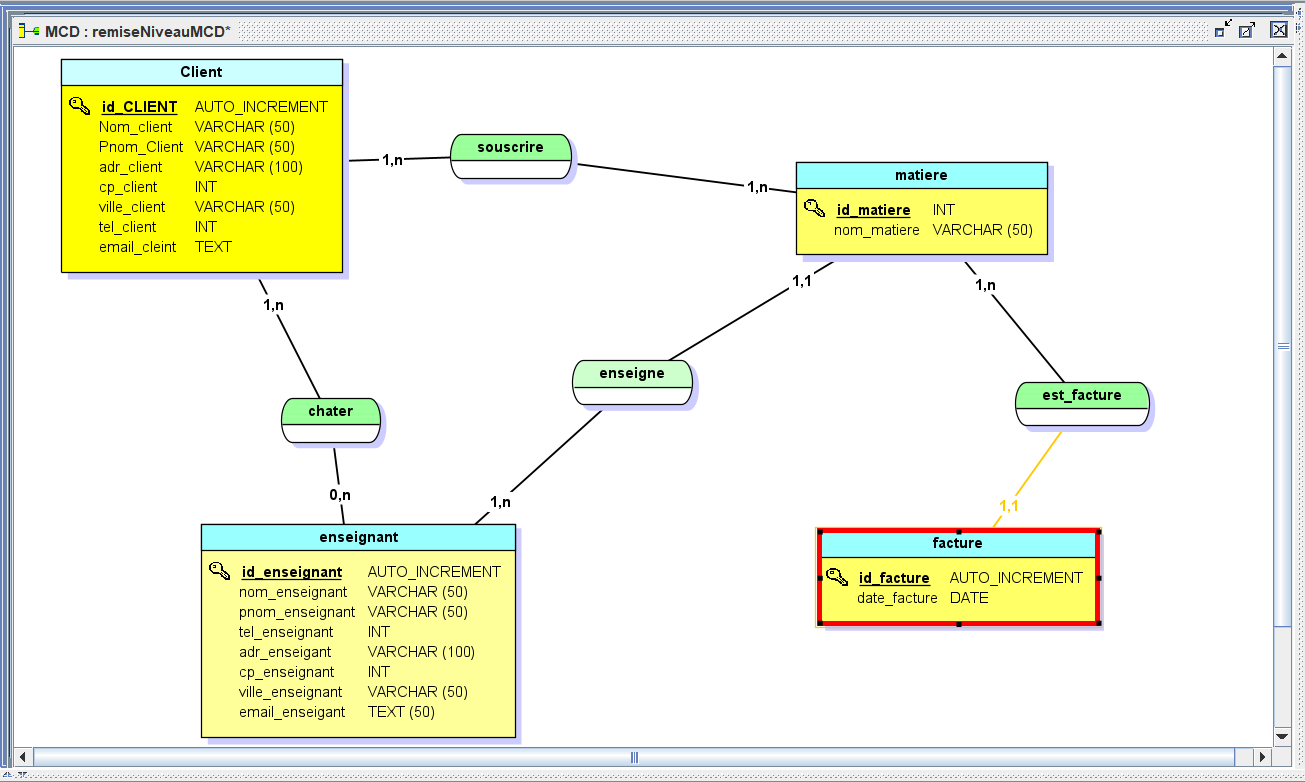 MCD : remiseNiveauMCD*
Client
id_CLIENT AUTO_INCREMENT
Nom_client VARCHAR (50)
Pnom_Client VARCHAR (50)
adr_client VARCHAR (100)
cp_client INT
ville_client VARCHAR (50)
tel_client INT
email_cleint TEXT
1,n
souscrire
1,n
matiere
id_matiere INT
nom_matiere VARCHAR (50)
1,n
1,1
1,n
chater
enseigne
est_facture
0,n
1,n
1,1
enseignant
id_enseignant AUTO_INCREMENT
nom_enseignant VARCHAR (50)
pnom_enseignant VARCHAR (50)
tel_enseignant INT
adr_enseigant VARCHAR (100)
cp_enseignant INT
ville_enseignant VARCHAR (50)
email_enseigant TEXT (50)
facture
id_facture AUTO_INCREMENT
date_facture DATE